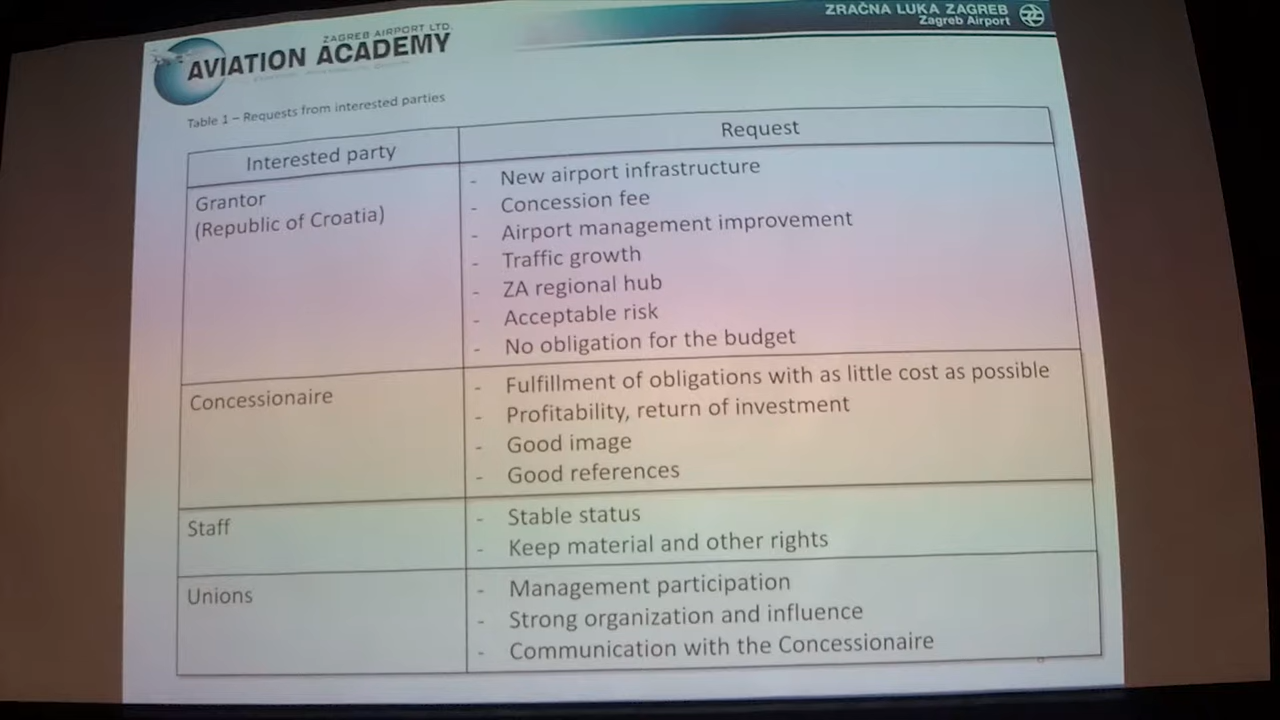 ZAGREB AIRPORT LTD.
AVIATION ACADEMY
ZRAČNA LUKA ZAGREB
Zagreb Airport
Table 1 – Requests from interested parties
Interested party
Request
Grantor
(Republic of Croatia)
- New airport infrastructure
- Concession fee
- Airport management improvement
- Traffic growth
- ZA regional hub
- Acceptable risk
- No obligation for the budget
Concessionaire
- Fulfillment of obligations with as little cost as possible
- Profitability, return of investment
- Good image
- Good references
Staff
- Stable status
- Keep material and other rights
Unions
- Management participation
- Strong organization and influence
- Communication with the Concessionaire